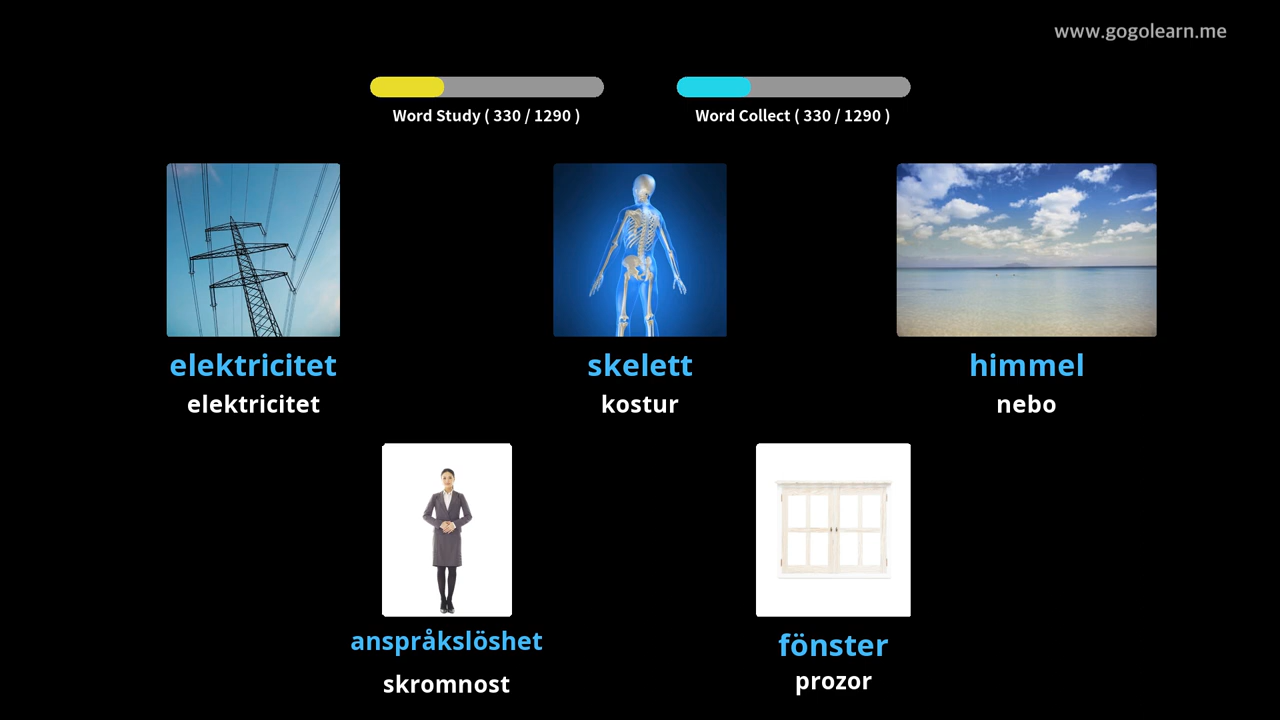 www.gogolearn.me
Word Study ( 330 / 1290 )
Word Collect ( 330 / 1290 )
elektricitet
elektricitet
skelett
kostur
himmel
nebo
anspråkslöshet
skromnost
fönster
prozor